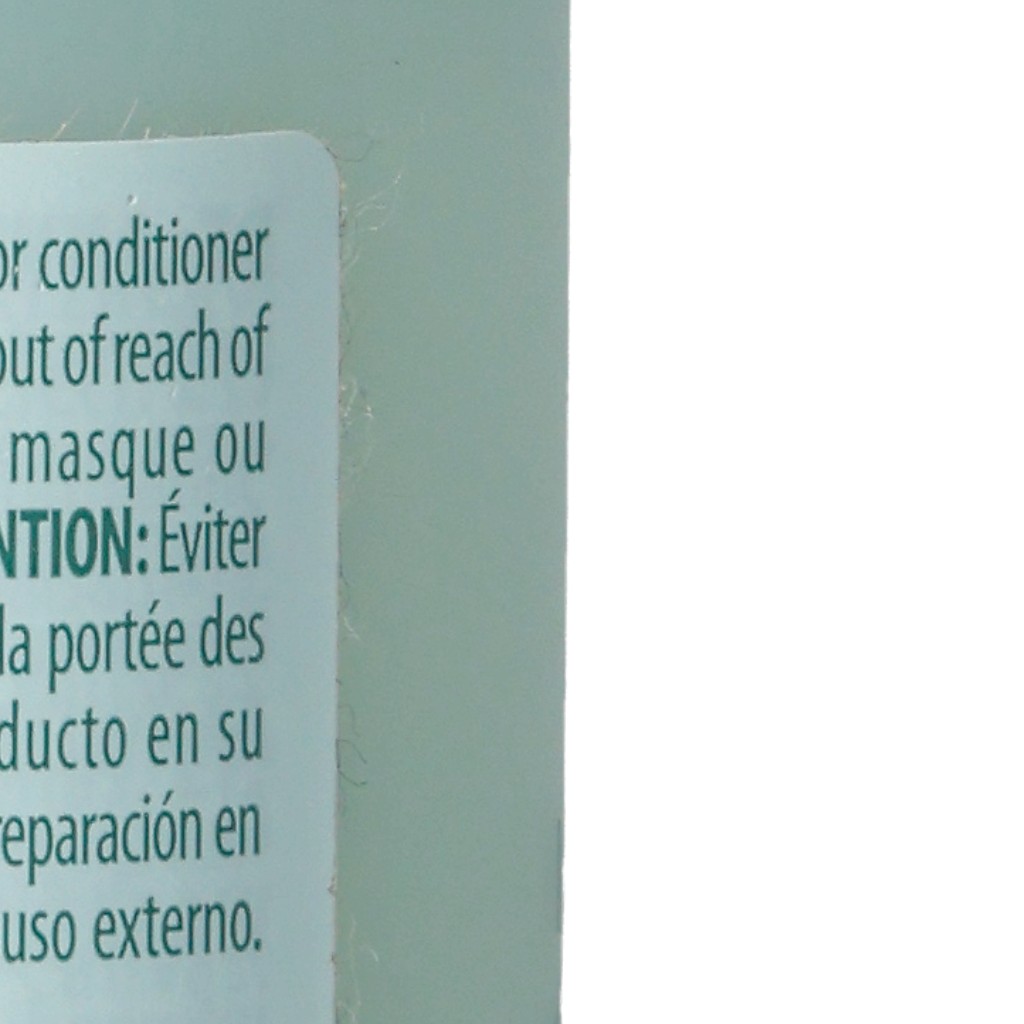 or conditioner
out of reach of
masque ou
NTION: Éviter
la portée des
ducto en su
reparación en
uso externo.